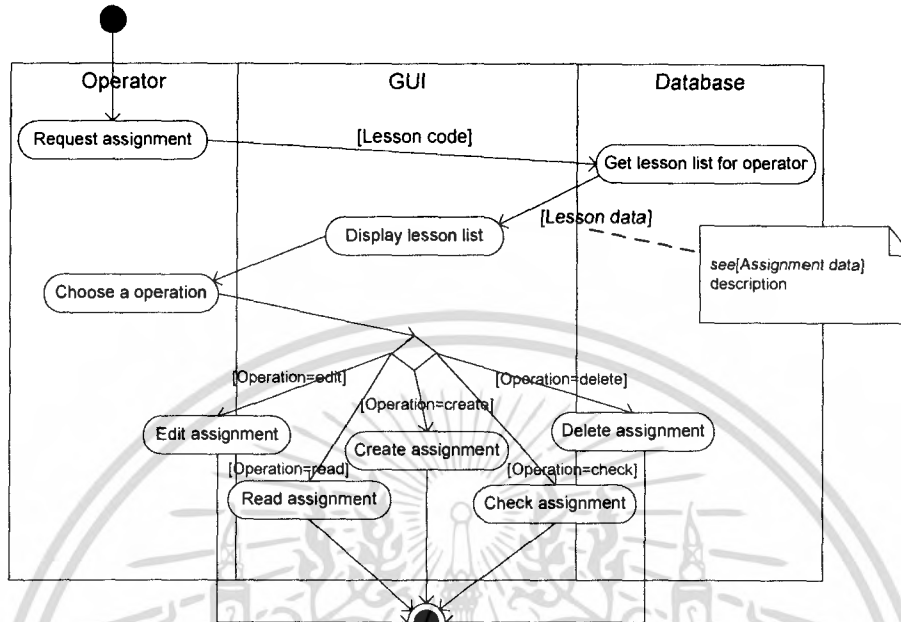 Operator
GUI
Database
Request assignment
[Lesson code]
Get lesson list for operator
[Lesson data]
Display lesson list
see[Assignment data}
description
Choose a operation
[Operation=edit]
[Operation=delete]
[Operation=create]
Edit assignment
Delete assignment
Create assignment
[Operation=read]
[Operation=check]
Read assignment
Check assignment